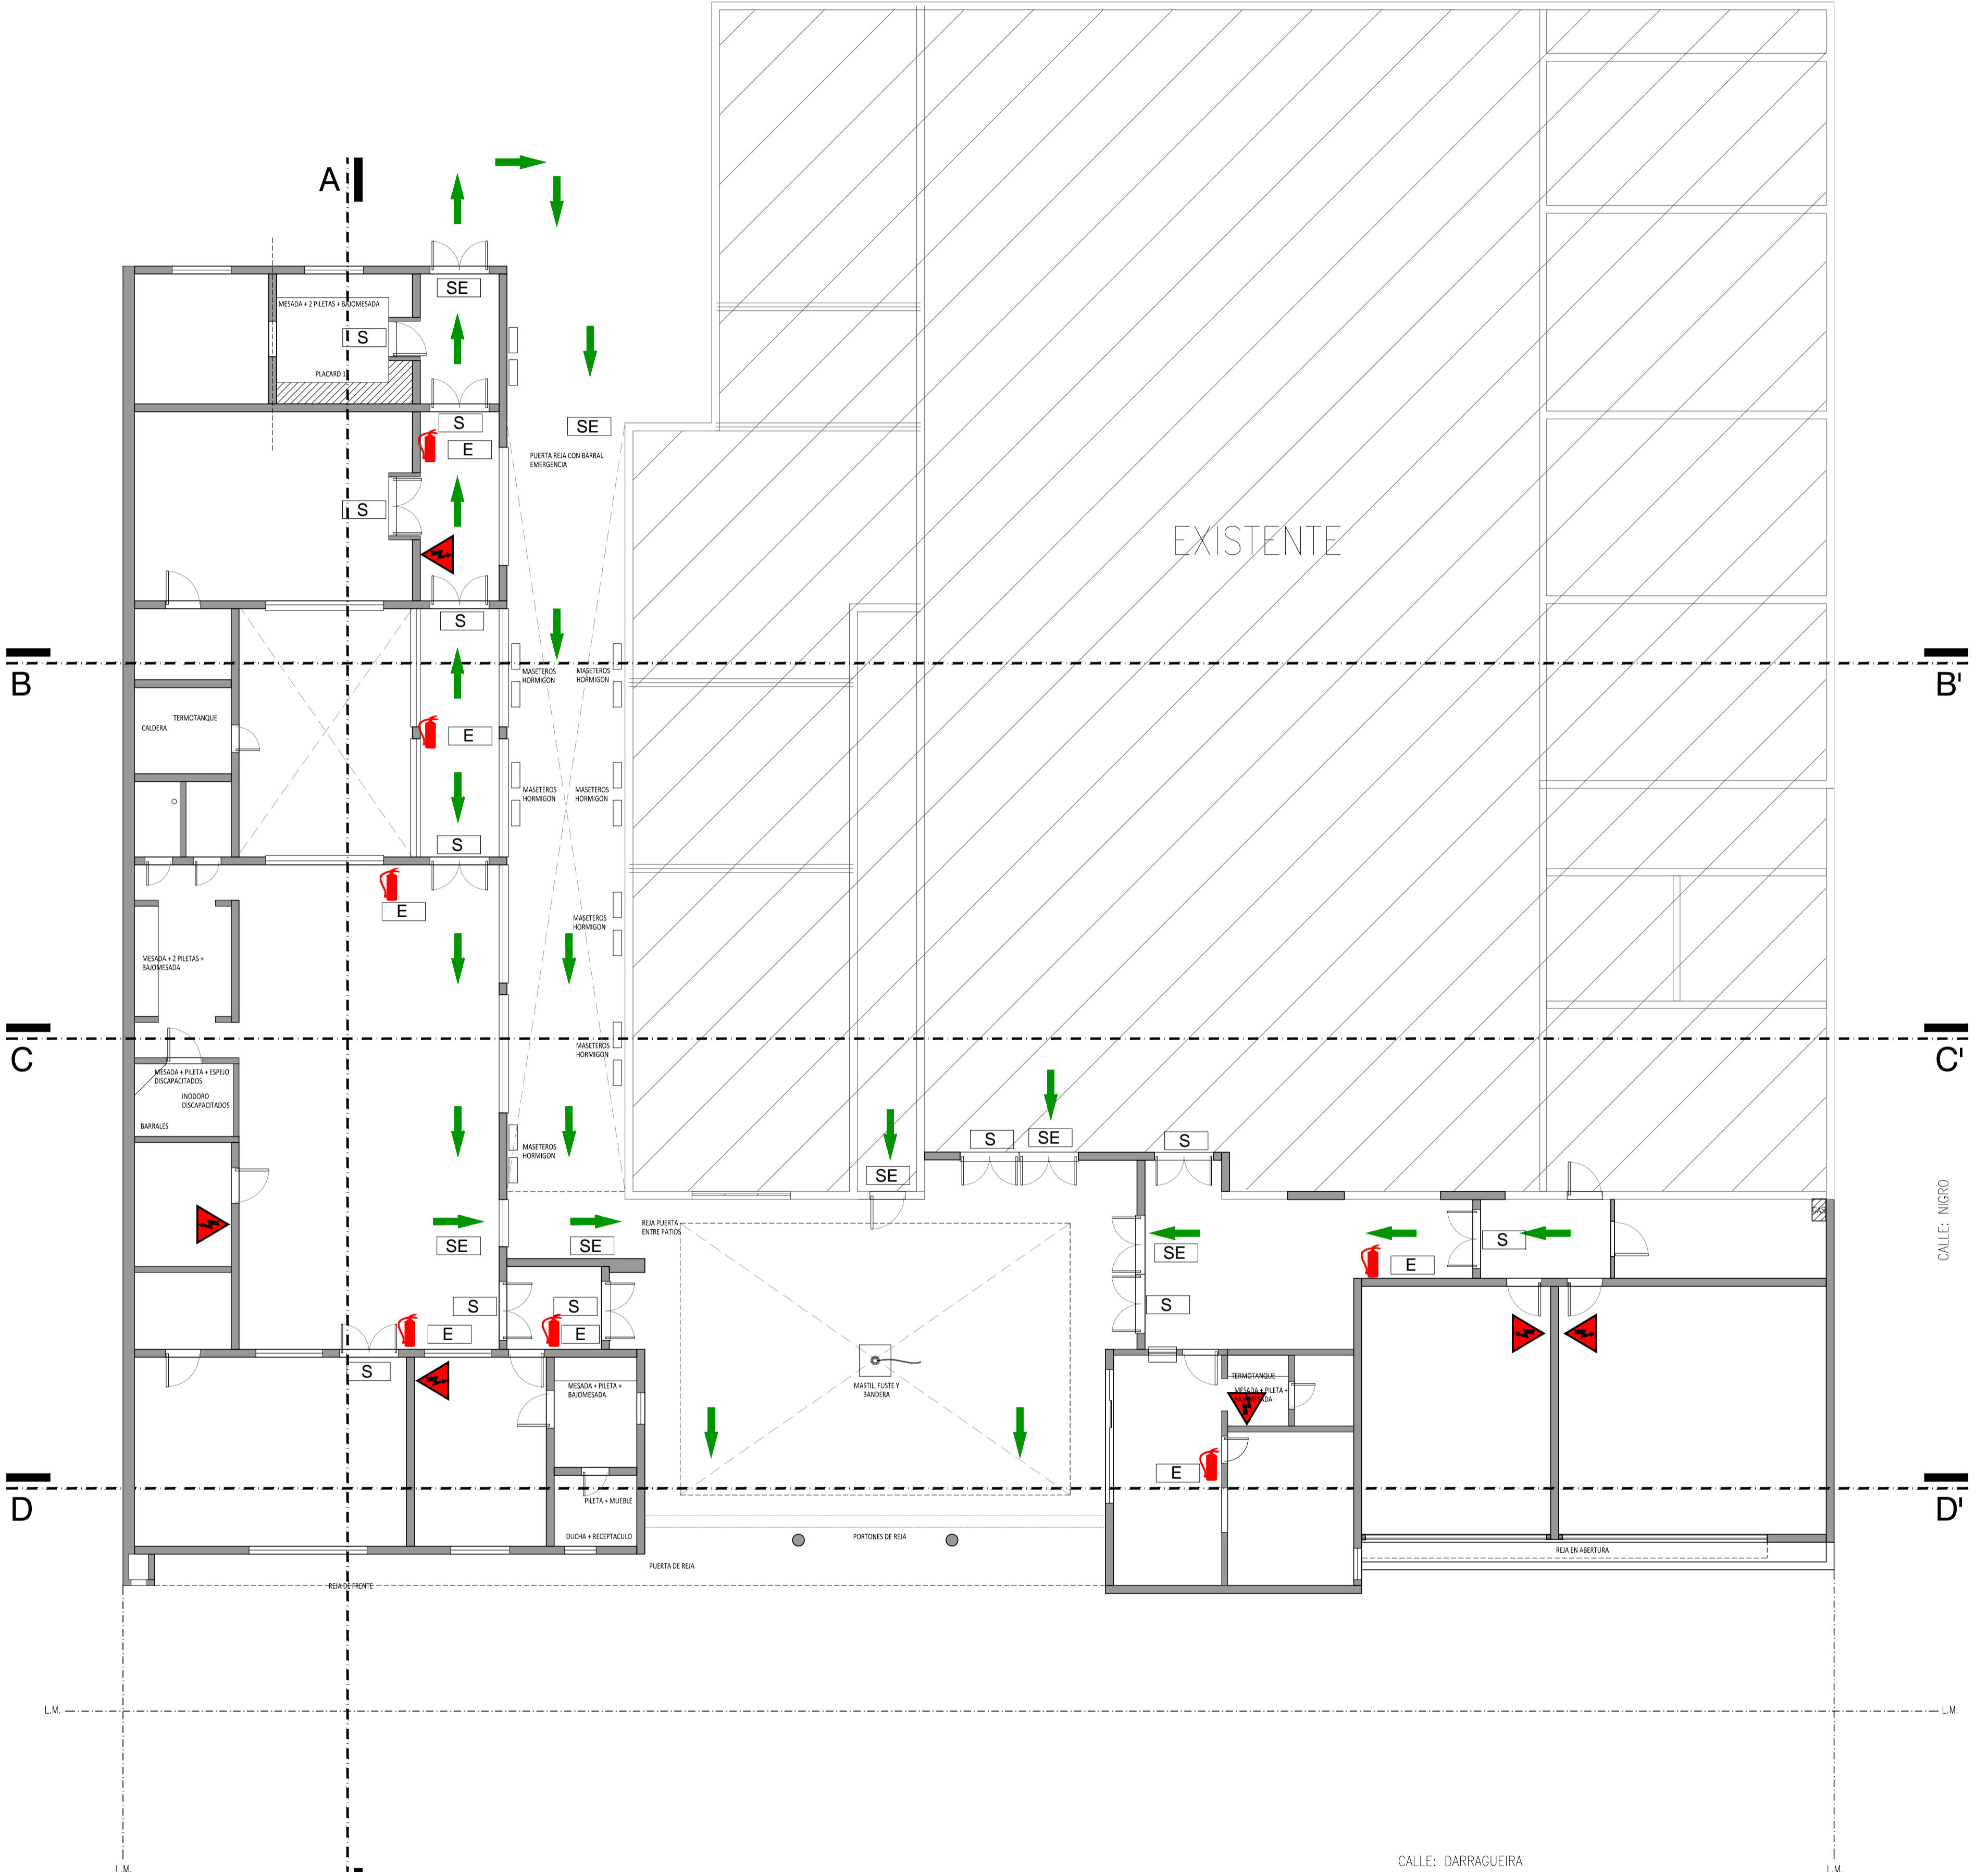 A
SE
MESADA + 2 PILETAS + BAJOMESADA
S
PLACARD 1
S
SE
E
PUERTA REJA CON BARRAL
EMERGENCIA
S
EXISTENTE
S
B
B'
MASETEROS
HORMIGON
MASETEROS
HORMIGON
TERMOTANQUE
CALDERA
E
MASETEROS
HORMIGON
MASETEROS
HORMIGON
S
E
MASETEROS
HORMIGON
MESADA + 2 PILETAS +
BAJOMESADA
C
C'
MASETEROS
HORMIGON
MESADA + PILETA + ESPEJO
DISCAPACITADOS
INODORO
DISCAPACITADOS
BARRALES
MASETEROS
HORMIGON
S
SE
S
SE
CALLE: NIGRO
REJA PUERTA
ENTRE PATIOS
SE
SE
SE
S
E
S
S
S
E
E
S
S
MASTIL, FUSTE Y
BANDERA
MESADA + PILETA +
BAJOMESADA
TERMOTANQUE
MESADA + PILETA +
E
D
D'
PILETA + MUEBLE
DUCHA + RECEPTACULO
PORTONES DE REJA
REJA EN ABERTURA
PUERTA DE REJA
REJA DE FRENTE
L.M.
L.M.
CALLE: DARRAGUEIRA
L.M.
L.M.